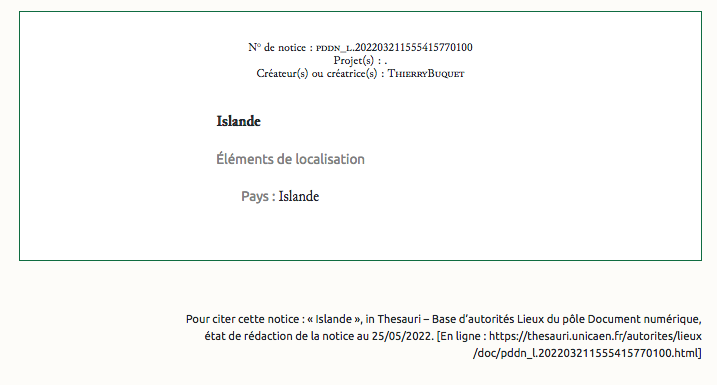 N° de notice : PDDN_L.202203211555415770100
Projet(s) : .
Créateur(s) ou créatrice(s) : ThierryBuquet
Islande
Éléments de localisation
Pays : Islande
Pour citer cette notice : « Islande », in Thesauri – Base d’autorités Lieux du pôle Document numérique,
état de rédaction de la notice au 25/05/2022. [En ligne : https://thesauri.unicaen.fr/autorites/lieux
/doc/pddn_l.202203211555415770100.html]